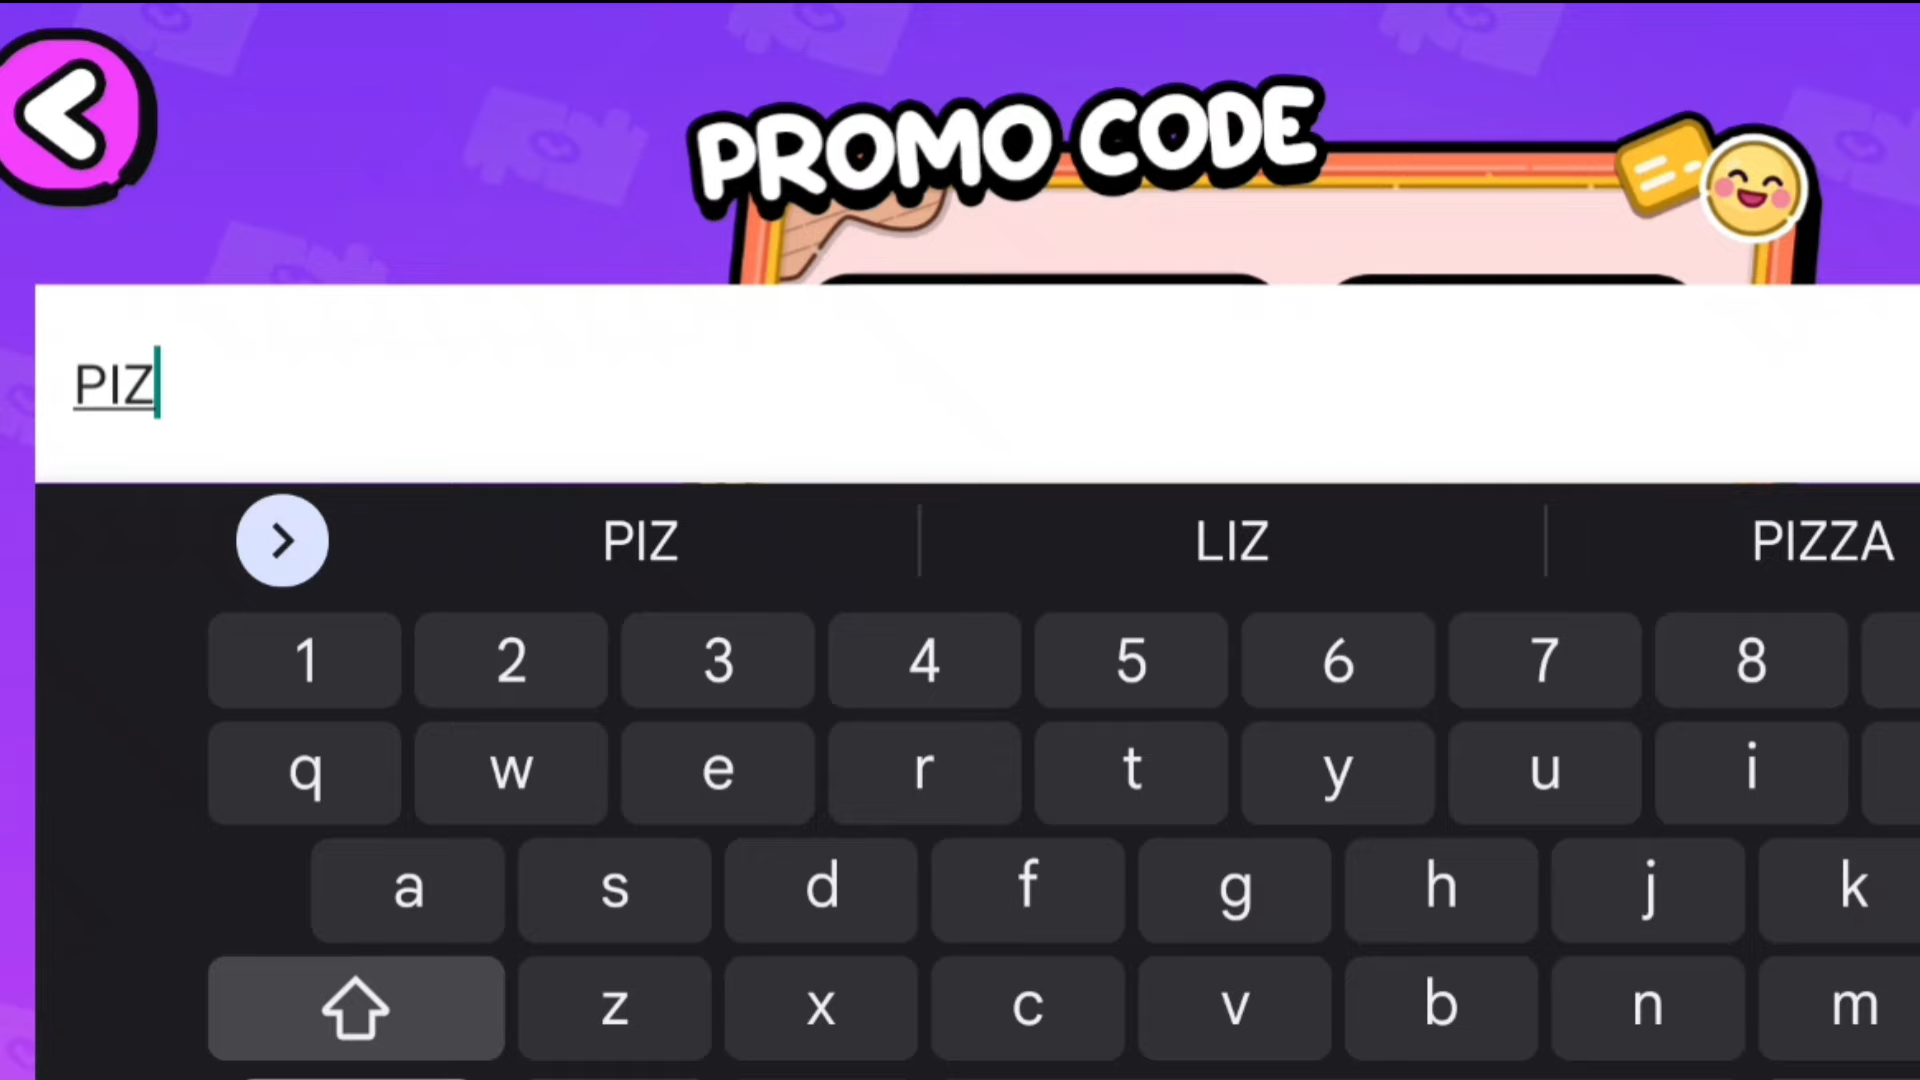 PROMO CODE
PIZ
PIZ LIZ PIZZA
1 2 3 4 5 6 7 8
q w e r t y u i
a s d f g h j k
z x c v b n m